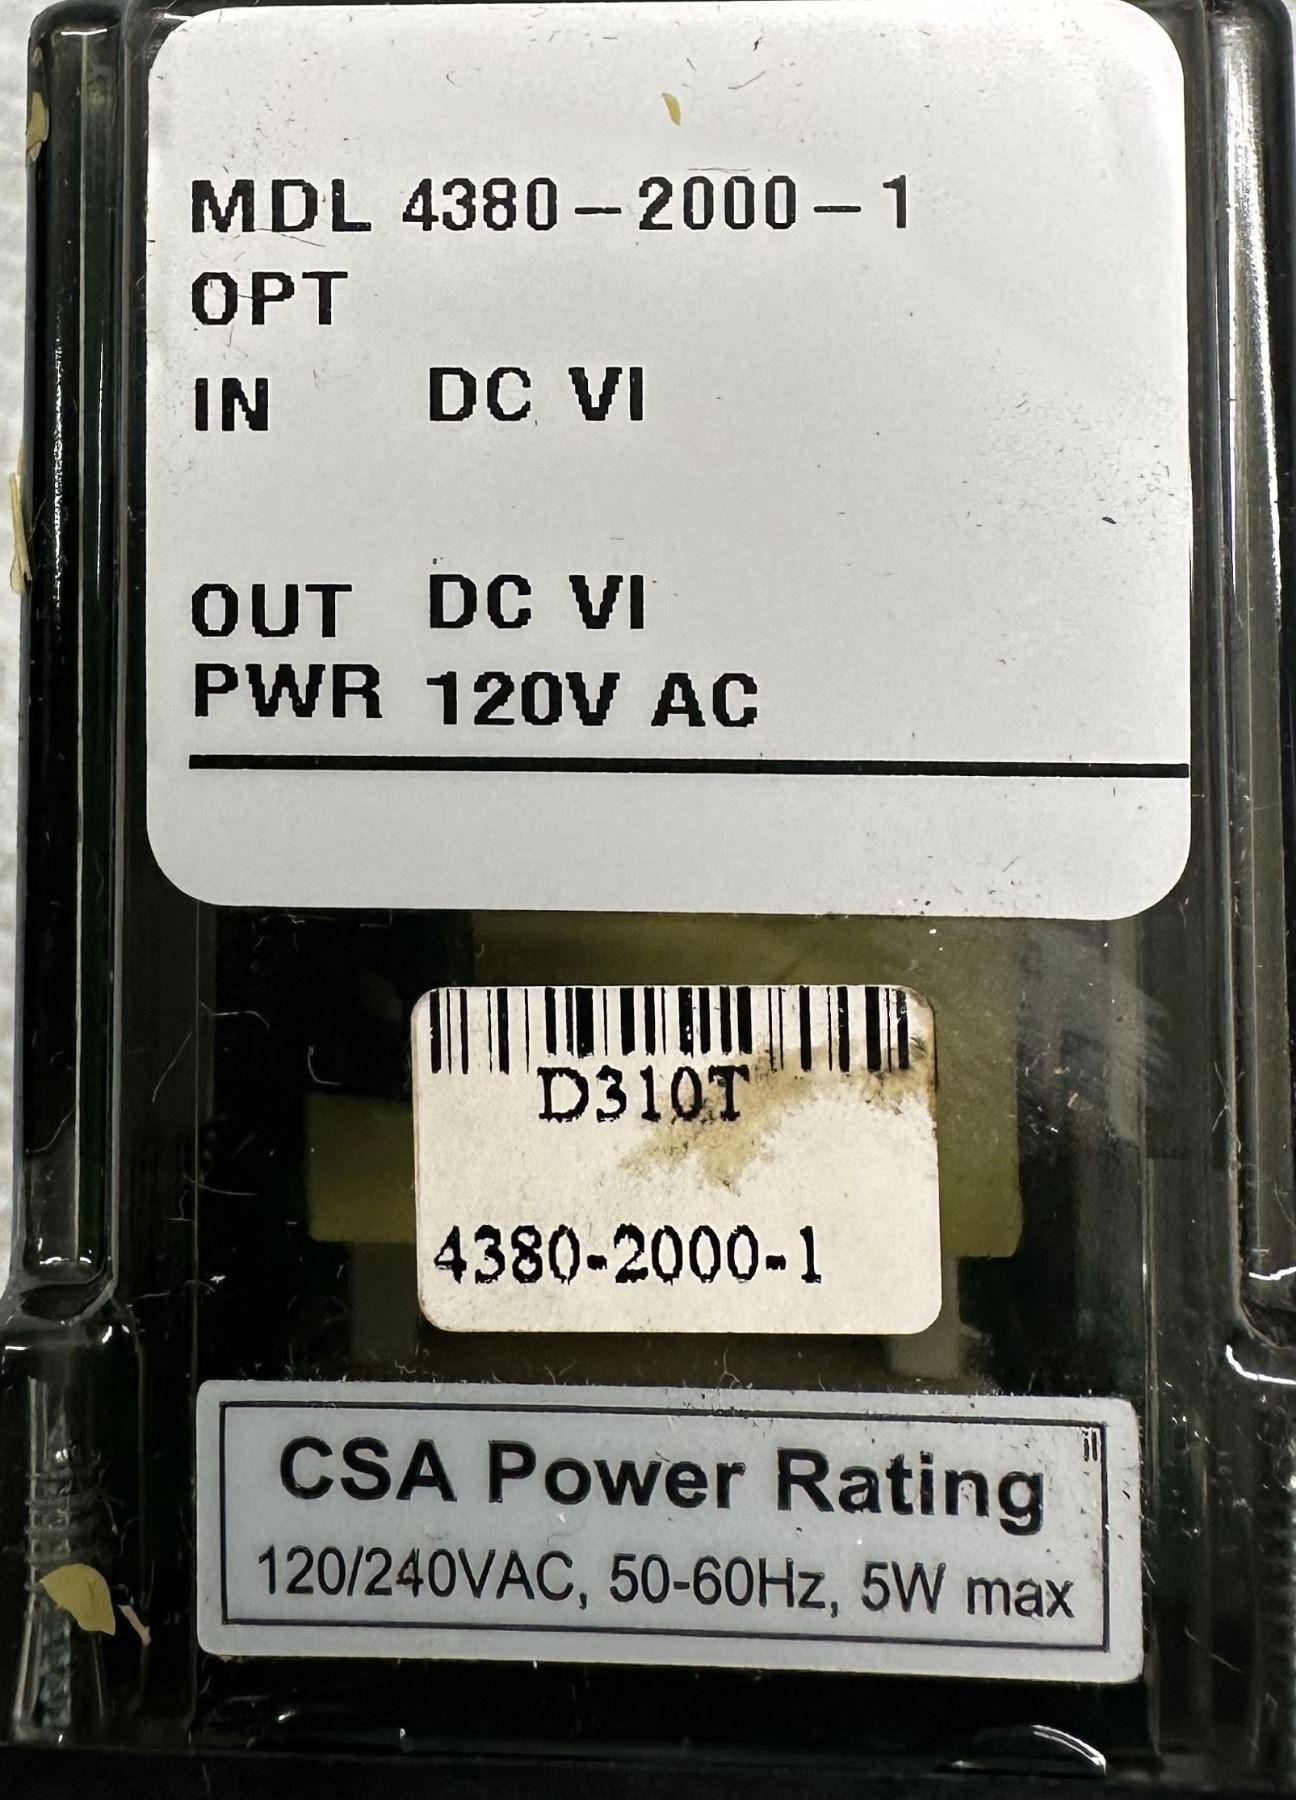 MDL 4380-2000-1
OPT
IN DC VI
OUT DC VI
PWR 120V AC
D310T
4380-2000-1
CSA Power Rating
120/240VAC, 50-60Hz, 5W max